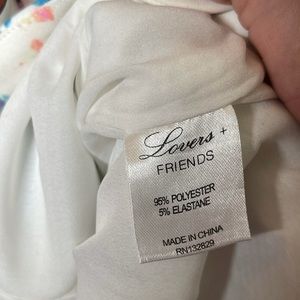 Lovers +
FRIENDS
95% POLYESTER
5% ELASTANE
MADE IN CHINA
RN132829